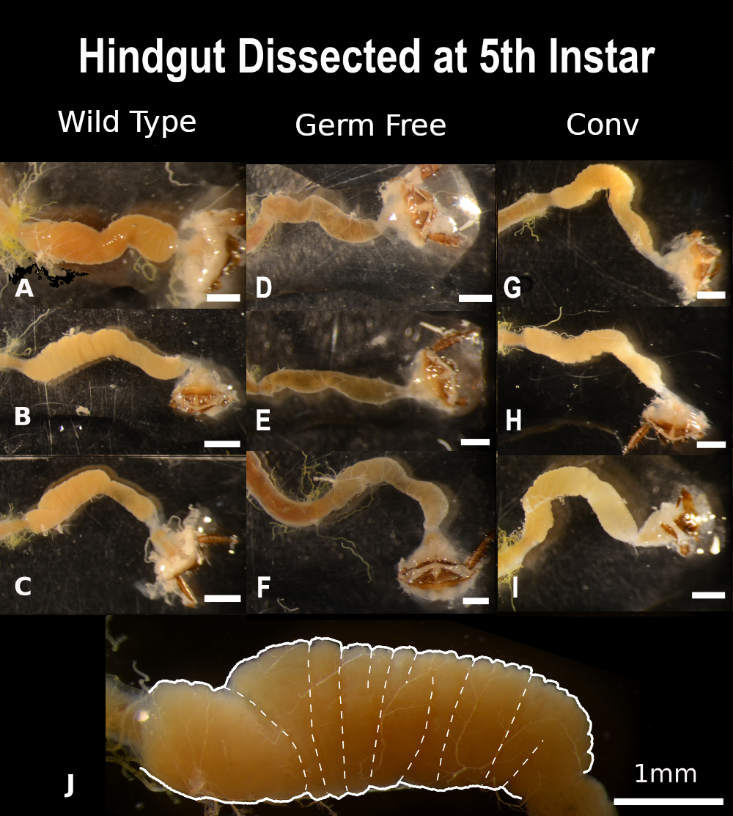 Hindgut Dissected at 5th Instar
Wild Type Germ Free Conv
A D G
B E H
C F I
J 1mm